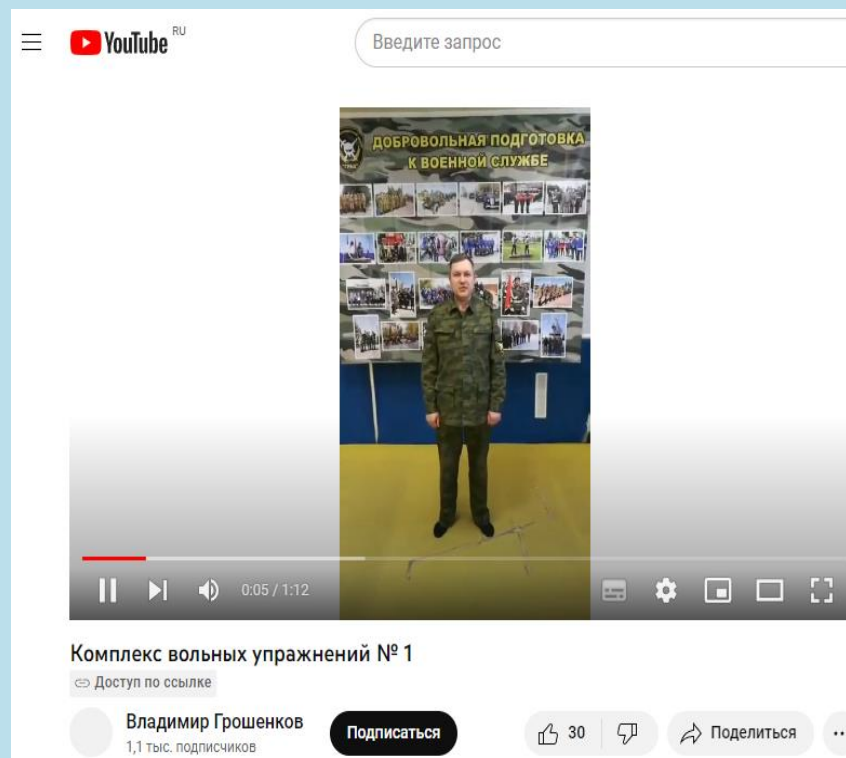 YouTube RU
Введите запрос
ДОБРОВОЛЬНАЯ ПОДГОТОВКА
К ВОЕННОЙ СЛУЖБЕ
0:05 / 1:12
Комплекс вольных упражнений № 1
Доступ по ссылке
Владимир Грошенков
1,1 тыс. подписчиков
Подписаться
30
Поделиться